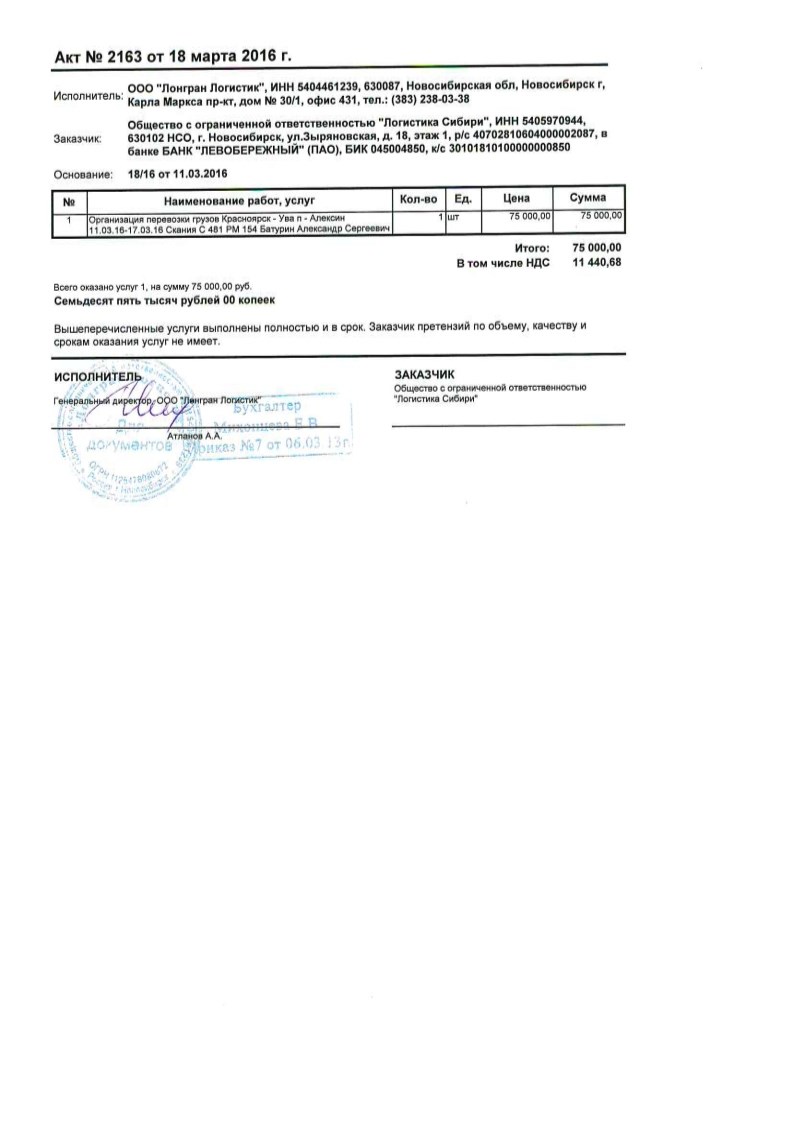 Акт № 2163 от 18 марта 2016 г.
Исполнитель: ООО "Лонгран Логистик", ИНН 5404461239, 630087, Новосибирская обл, Новосибирск г,
Карла Маркса пр-кт, дом № 30/1, офис 431, тел.: (383) 238-03-38
Заказчик: Общество с ограниченной ответственностью "Логистика Сибири", ИНН 5405970944,
630102 НСО, г. Новосибирск, ул.Зыряновская, д. 18, этаж 1, р/с 40702810604000002087, в
банке БАНК "ЛЕВОБЕРЕЖНЫЙ" (ПАО), БИК 045004850, к/с 30101810100000000850
Основание: 18/16 от 11.03.2016
№ Наименование работ, услуг Кол-во Ед. Цена Сумма
1 Организация перевозки грузов Красноярск - Ува п - Алексин 1 шт 75 000,00 75 000,00
11.03.16-17.03.16 Скания С 481 РМ 154 Батурин Александр Сергеевич
Итого: 75 000,00
В том числе НДС 11 440,68
Всего оказано услуг 1, на сумму 75 000,00 руб.
Семьдесят пять тысяч рублей 00 копеек
Вышеперечисленные услуги выполнены полностью и в срок. Заказчик претензий по объему, качеству и
срокам оказания услуг не имеет.
ИСПОЛНИТЕЛЬ
Генеральный директор, ООО "Лонгран Логистик"
Атланов А.А.
Бухгалтер
Е.В.
Приказ №7 от 06.03.13г.
Для
документов
ЗАКАЗЧИК
Общество с ограниченной ответственностью
"Логистика Сибири"